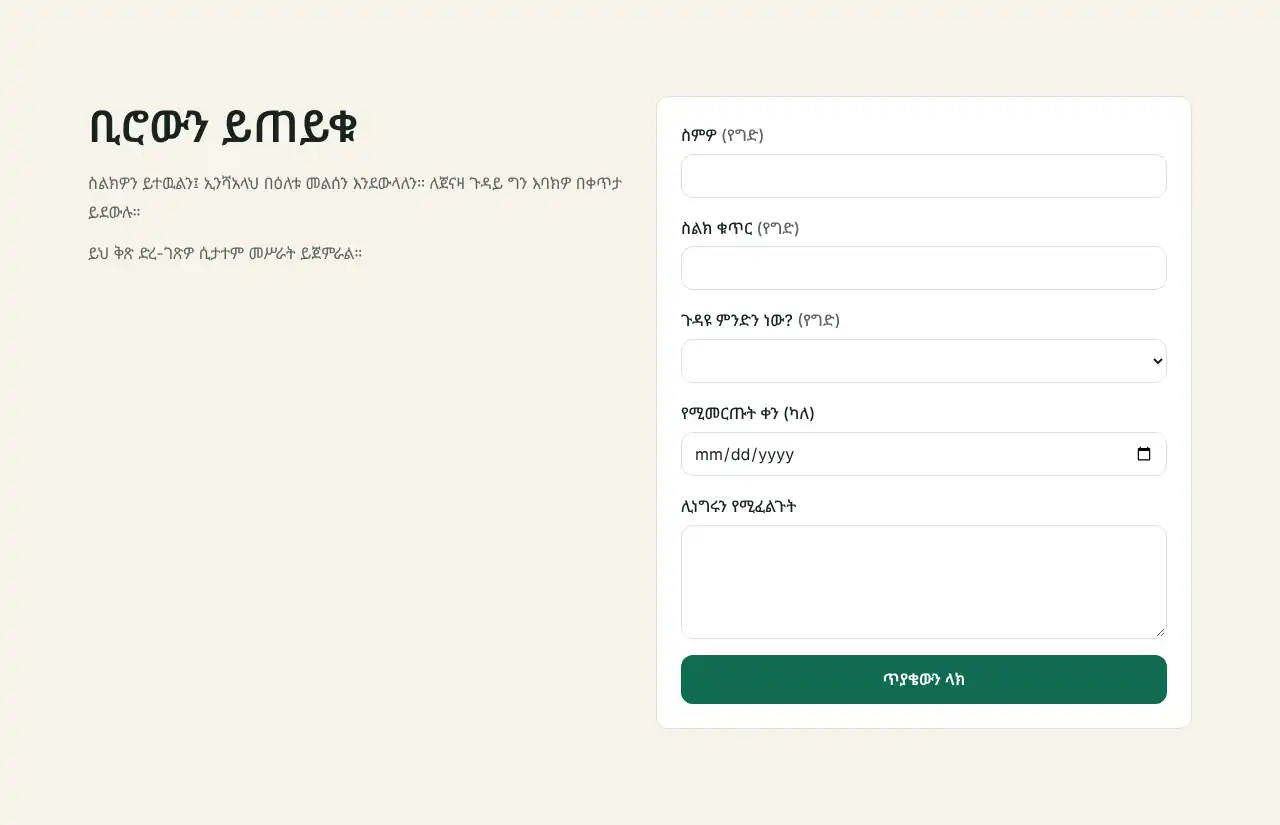 ቢሮውን ይጠይቁ
ስልክዎን ይተዉልን፤ ኢንሻአላህ በዕለቱ መልሰን እንደውላለን። ለጀናዛ ጉዳይ ግን እባክዎ በቀጥታ
ይደውሉ።
ይህ ቅጽ ድረ-ገጽዎ ሲታተም መሥራት ይጀምራል።
ስምዎ (የግድ)
ስልክ ቁጥር (የግድ)
ጉዳዩ ምንድን ነው? (የግድ)
የሚመርጡት ቀን (ካለ)
mm/dd/yyyy
ሊነግሩን የሚፈልጉት
ጥያቄውን ላክ